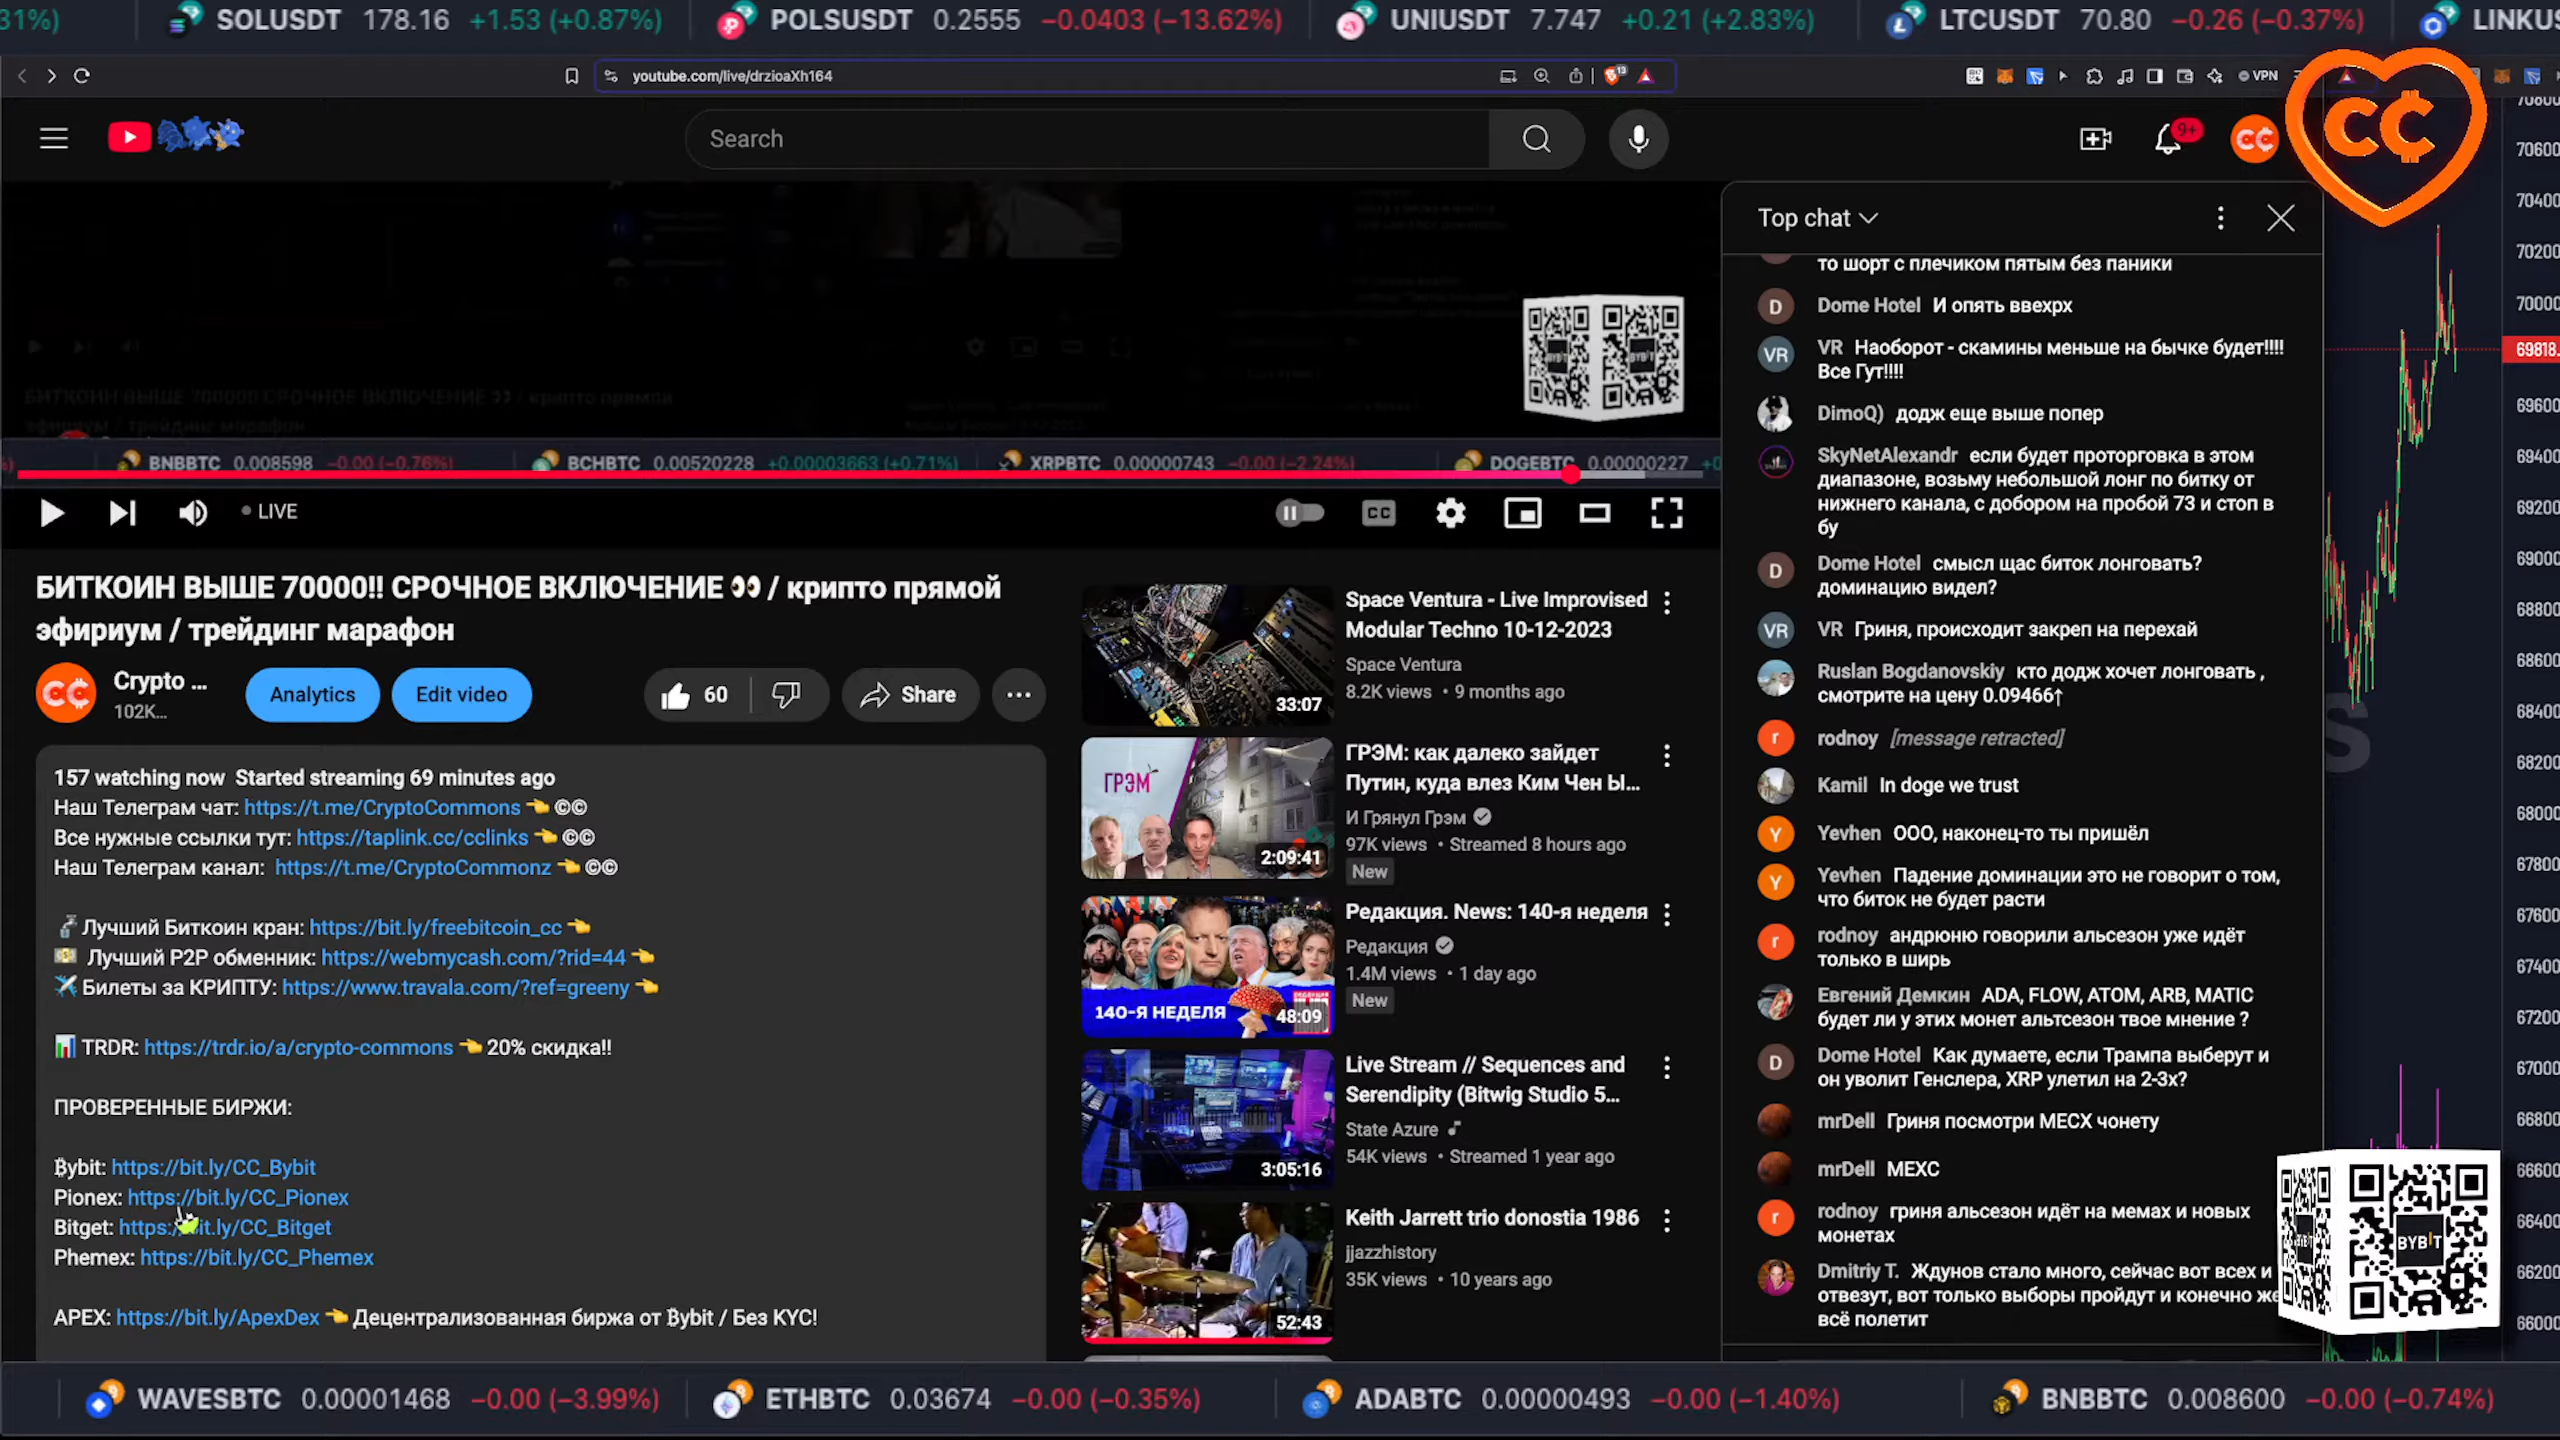 31%)
SOLUSDT 178.16 +1.53 (+0.87%)
POLSUSDT 0.2555 −0.0403 (−13.62%)
UNIUSDT 7.747 +0.21 (+2.83%)
LTCUSDT 70.80 −0.26 (−0.37%)
youtube.com/live/drzioaXh164
13
VPN
Search
9+
Top chat
то шорт с плечиком пятым без паники
Dome Hotel И опять ввехрх
VR Наоборот - скамины меньше на бычке будет!!!!
Все Гут!!!!
DimoQ) додж еще выше попер
SkyNetAlexandr если будет проторговка в этом
диапазоне, возьму небольшой лонг по битку от
нижнего канала, с добором на пробой 73 и стоп в
бу
Dome Hotel смысл щас биток лонговать?
доминацию видел?
VR Гриня, происходит закреп на перехай
Ruslan Bogdanovskiy кто додж хочет лонговать ,
смотрите на цену 0.09466↑
rodnoy [message retracted]
Kamil In doge we trust
Yevhen ООО, наконец-то ты пришёл
Yevhen Падение доминации это не говорит о том,
что биток не будет расти
rodnoy андрюню говорили альсезон уже идёт
только в ширь
Евгений Демкин ADA, FLOW, ATOM, ARB, MATIC
будет ли у этих монет альтсезон твое мнение ?
Dome Hotel Как думаете, если Трампа выберут и
он уволит Генслера, XRP улетил на 2-3х?
mrDell Гриня посмотри МЕСХ чонету
mrDell МЕХС
rodnoy гриня альсезон идёт на мемах и новых
монетах
Dmitriy T. Ждунов стало много, сейчас вот всех и
отвезут, вот только выборы пройдут и конечно же
всё полетит
БИТКОИН ВЫШЕ 70000!! СРОЧНОЕ ВКЛЮЧЕНИЕ 👀 / крипто прямой
BNBBTC 0.008598 −0.00 (−0.76%)
BCHBTC 0.00520228 +0.00003663 (+0.71%)
XRPBTC 0.00000743 −0.00 (−2.24%)
DOGEBTC 0.00000227 +0
LIVE
CC
БИТКОИН ВЫШЕ 70000!! СРОЧНОЕ ВКЛЮЧЕНИЕ 👀 / крипто прямой
эфириум / трейдинг марафон
Crypto ...
102K...
Analytics
Edit video
60
Share
157 watching now Started streaming 69 minutes ago
Наш Телеграм чат: https://t.me/CryptoCommons 👈 ©©
Все нужные ссылки тут: https://taplink.cc/cclinks 👈 ©©
Наш Телеграм канал: https://t.me/CryptoCommonz 👈 ©©
🚰 Лучший Биткоин кран: https://bit.ly/freebitcoin_cc 👈
💵 Лучший P2P обменник: https://webmycash.com/?rid=44 👈
✈️ Билеты за КРИПТУ: https://www.travala.com/?ref=greeny 👈
📊 TRDR: https://trdr.io/a/crypto-commons 👈 20% скидка!!
ПРОВЕРЕННЫЕ БИРЖИ:
₿ybit: https://bit.ly/CC_Bybit
Pionex: https://bit.ly/CC_Pionex
Bitget: https://bit.ly/CC_Bitget
Phemex: https://bit.ly/CC_Phemex
APEX: https://bit.ly/ApexDex 👈 Децентрализованная биржа от ₿ybit / Без KYC!
33:07
Space Ventura - Live Improvised
Modular Techno 10-12-2023
Space Ventura
8.2K views • 9 months ago
ГРЭМ
2:09:41
ГРЭМ: как далеко зайдет
Путин, куда влез Ким Чен Ы...
И Грянул Грэм
97K views • Streamed 8 hours ago
New
140-Я НЕДЕЛЯ
48:09
Редакция. News: 140-я неделя
Редакция
1.4M views • 1 day ago
New
3:05:16
Live Stream // Sequences and
Serendipity (Bitwig Studio 5...
State Azure
54K views • Streamed 1 year ago
52:43
Keith Jarrett trio donostia 1986
jjazzhistory
35K views • 10 years ago
70600
70400
70200
70000
69818.
69600
69400
69200
69000
68800
68600
68400
68200
68000
67800
67600
67400
67200
67000
66800
66600
66400
66200
66000
BYBIT
WAVESBTC 0.00001468 −0.00 (−3.99%)
ETHBTC 0.03674 −0.00 (−0.35%)
ADABTC 0.00000493 −0.00 (−1.40%)
BNBBTC 0.008600 −0.00 (−0.74%)